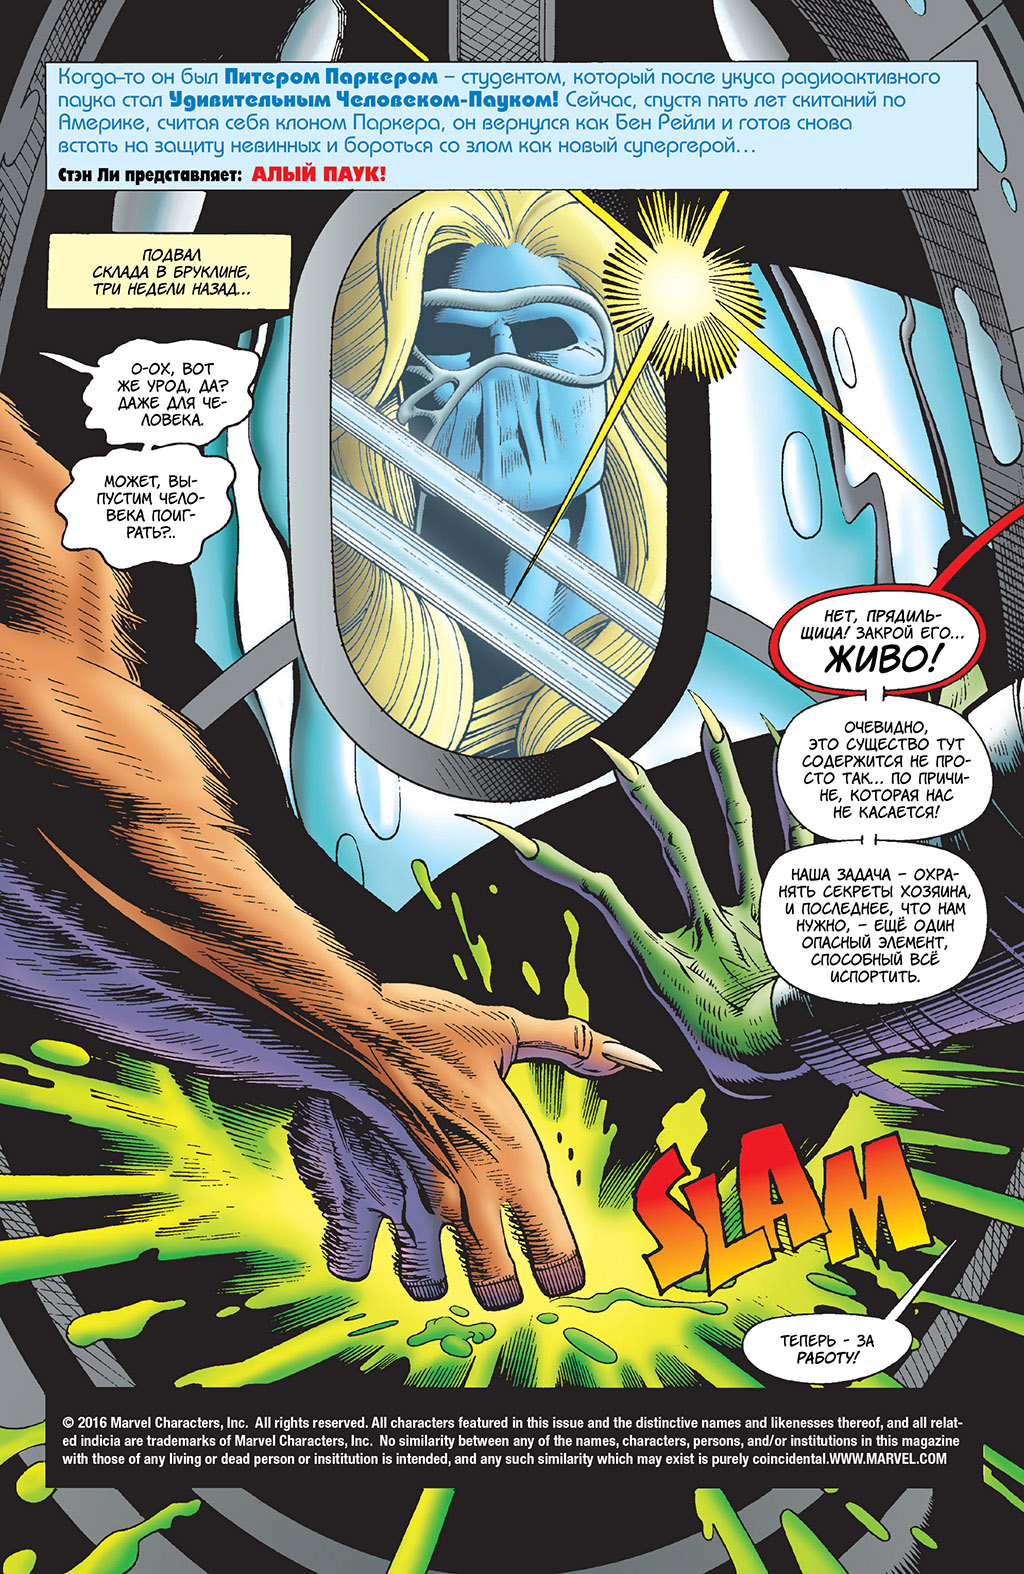 Когда-то он был Питером Паркером – студентом, который после укуса радиоактивного
паука стал Удивительным Человеком-Пауком! Сейчас, спустя пять лет скитаний по
Америке, считая себя клоном Паркера, он вернулся как Бен Рейли и готов снова
встать на защиту невинных и бороться со злом как новый супергерой...
Стэн Ли представляет: АЛЫЙ ПАУК!
ПОДВАЛ
СКЛАДА В БРУКЛИНЕ,
ТРИ НЕДЕЛИ НАЗАД...
О-ОХ, ВОТ
ЖЕ УРОД, ДА?
ДАЖЕ ДЛЯ ЧЕ-
ЛОВЕКА.
МОЖЕТ, ВЫ-
ПУСТИМ ЧЕЛО-
ВЕКА ПОИГ-
РАТЬ?..
НЕТ, ПРЯДИЛЬ-
ЩИЦА! ЗАКРОЙ ЕГО...
ЖИВО!
ОЧЕВИДНО,
ЭТО СУЩЕСТВО ТУТ
СОДЕРЖИТСЯ НЕ ПРО-
СТО ТАК... ПО ПРИЧИ-
НЕ, КОТОРАЯ НАС
НЕ КАСАЕТСЯ!
НАША ЗАДАЧА – ОХРА-
НЯТЬ СЕКРЕТЫ ХОЗЯИНА,
И ПОСЛЕДНЕЕ, ЧТО НАМ
НУЖНО, – ЕЩЁ ОДИН
ОПАСНЫЙ ЭЛЕМЕНТ,
СПОСОБНЫЙ ВСЁ
ИСПОРТИТЬ.
SLAM
ТЕПЕРЬ - ЗА
РАБОТУ!
© 2016 Marvel Characters, Inc. All rights reserved. All characters featured in this issue and the distinctive names and likenesses thereof, and all relat-
ed indicia are trademarks of Marvel Characters, Inc. No similarity between any of the names, characters, persons, and/or institutions in this magazine
with those of any living or dead person or insititution is intended, and any such similarity which may exist is purely coincidental.WWW.MARVEL.COM